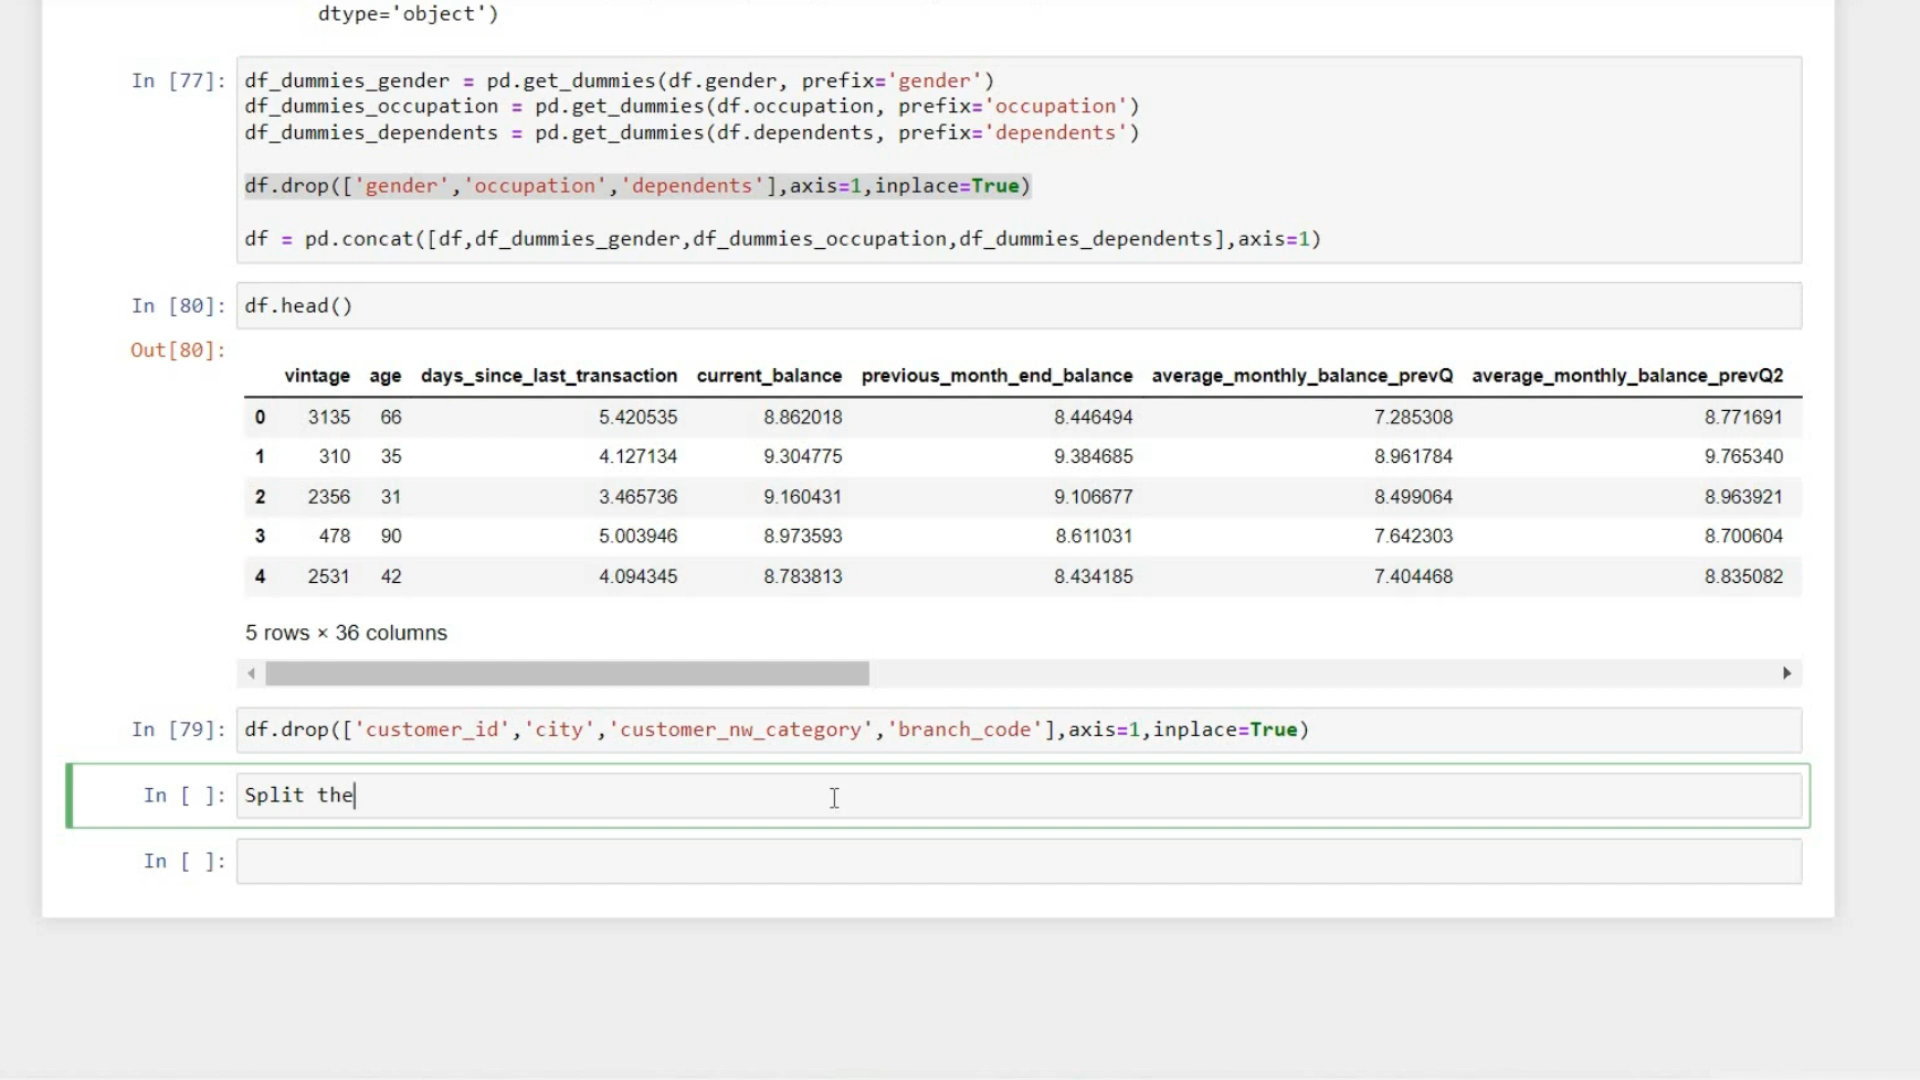 dtype='object')
In [77]: df_dummies_gender = pd.get_dummies(df.gender, prefix='gender')
df_dummies_occupation = pd.get_dummies(df.occupation, prefix='occupation')
df_dummies_dependents = pd.get_dummies(df.dependents, prefix='dependents')
df.drop(['gender','occupation','dependents'],axis=1,inplace=True)
df = pd.concat([df,df_dummies_gender,df_dummies_occupation,df_dummies_dependents],axis=1)
In [80]: df.head()
Out[80]:
vintage age days_since_last_transaction current_balance previous_month_end_balance average_monthly_balance_prevQ average_monthly_balance_prevQ2
0 3135 66 5.420535 8.862018 8.446494 7.285308 8.771691
1 310 35 4.127134 9.304775 9.384685 8.961784 9.765340
2 2356 31 3.465736 9.160431 9.106677 8.499064 8.963921
3 478 90 5.003946 8.973593 8.611031 7.642303 8.700604
4 2531 42 4.094345 8.783813 8.434185 7.404468 8.835082
5 rows × 36 columns
In [79]: df.drop(['customer_id','city','customer_nw_category','branch_code'],axis=1,inplace=True)
In [ ]: Split the
In [ ]: